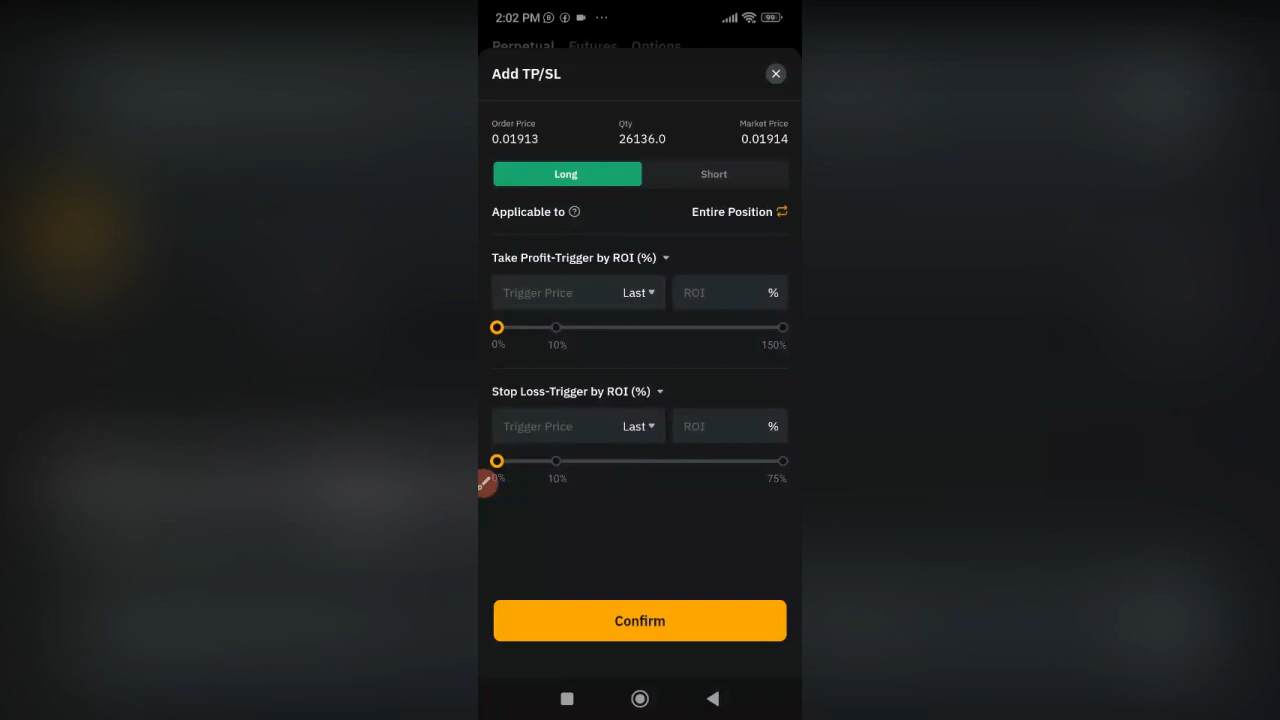 2:02 PM
99
Perpetual Futures Options
Add TP/SL
Order Price Qty Market Price
0.01913 26136.0 0.01914
Long Short
Applicable to ? Entire Position
Take Profit-Trigger by ROI (%)
Trigger Price Last ROI %
0% 10% 150%
Stop Loss-Trigger by ROI (%)
Trigger Price Last ROI %
0% 10% 75%
Confirm